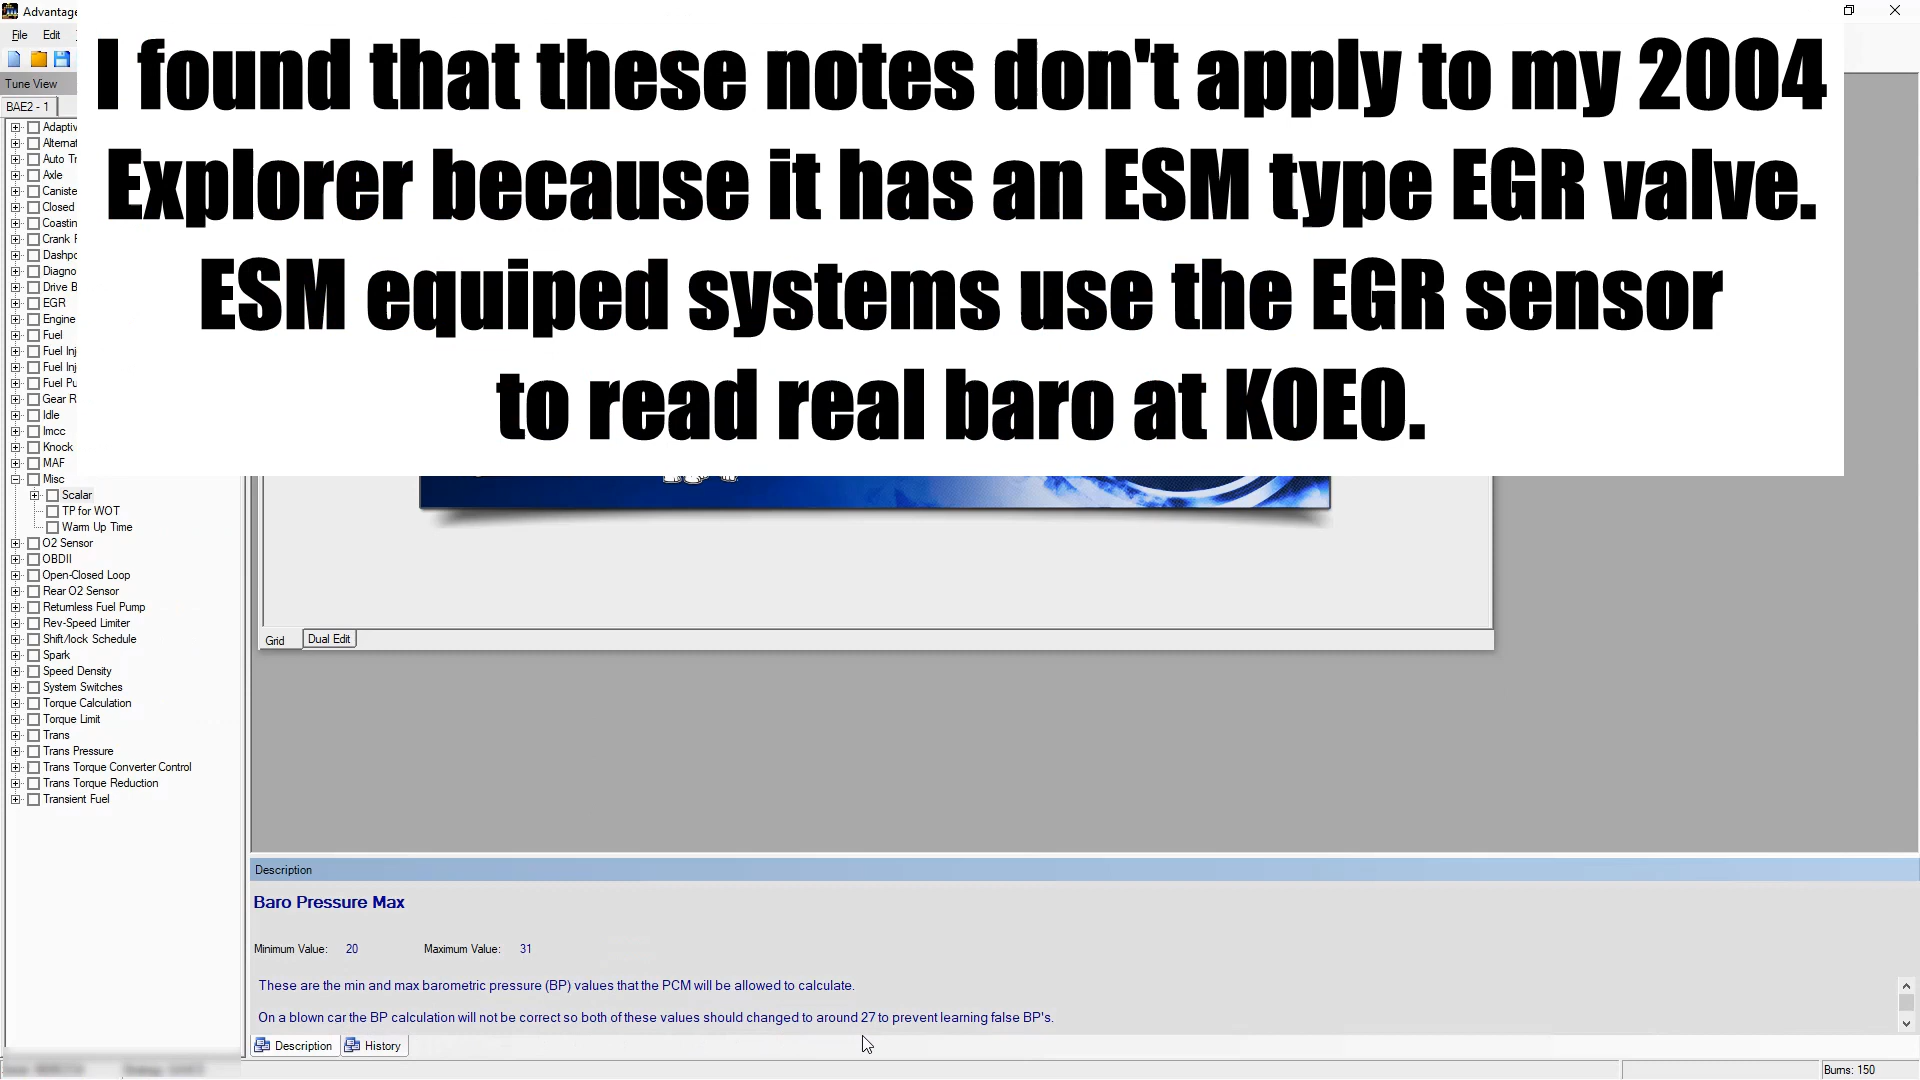 Advantage
File Edit
Tune View
BAE2 - 1
I found that these notes don't apply to my 2004
Explorer because it has an ESM type EGR valve.
ESM equiped systems use the EGR sensor
to read real baro at KOEO.
Adaptiv
Alternat
Auto Tr
Axle
Caniste
Closed
Coastin
Crank F
Dashpo
Diagno
Drive B
EGR
Engine
Fuel
Fuel Inj
Fuel Inj
Fuel Pu
Gear R
Idle
Imcc
Knock
MAF
Misc
Scalar
TP for WOT
Warm Up Time
O2 Sensor
OBDII
Open-Closed Loop
Rear O2 Sensor
Returnless Fuel Pump
Rev-Speed Limiter
Shift/lock Schedule
Spark
Speed Density
System Switches
Torque Calculation
Torque Limit
Trans
Trans Pressure
Trans Torque Converter Control
Trans Torque Reduction
Transient Fuel
Grid Dual Edit
Description
Baro Pressure Max
Minimum Value: 20 Maximum Value: 31
These are the min and max barometric pressure (BP) values that the PCM will be allowed to calculate.
On a blown car the BP calculation will not be correct so both of these values should changed to around 27 to prevent learning false BP's.
Description History
Burns: 150